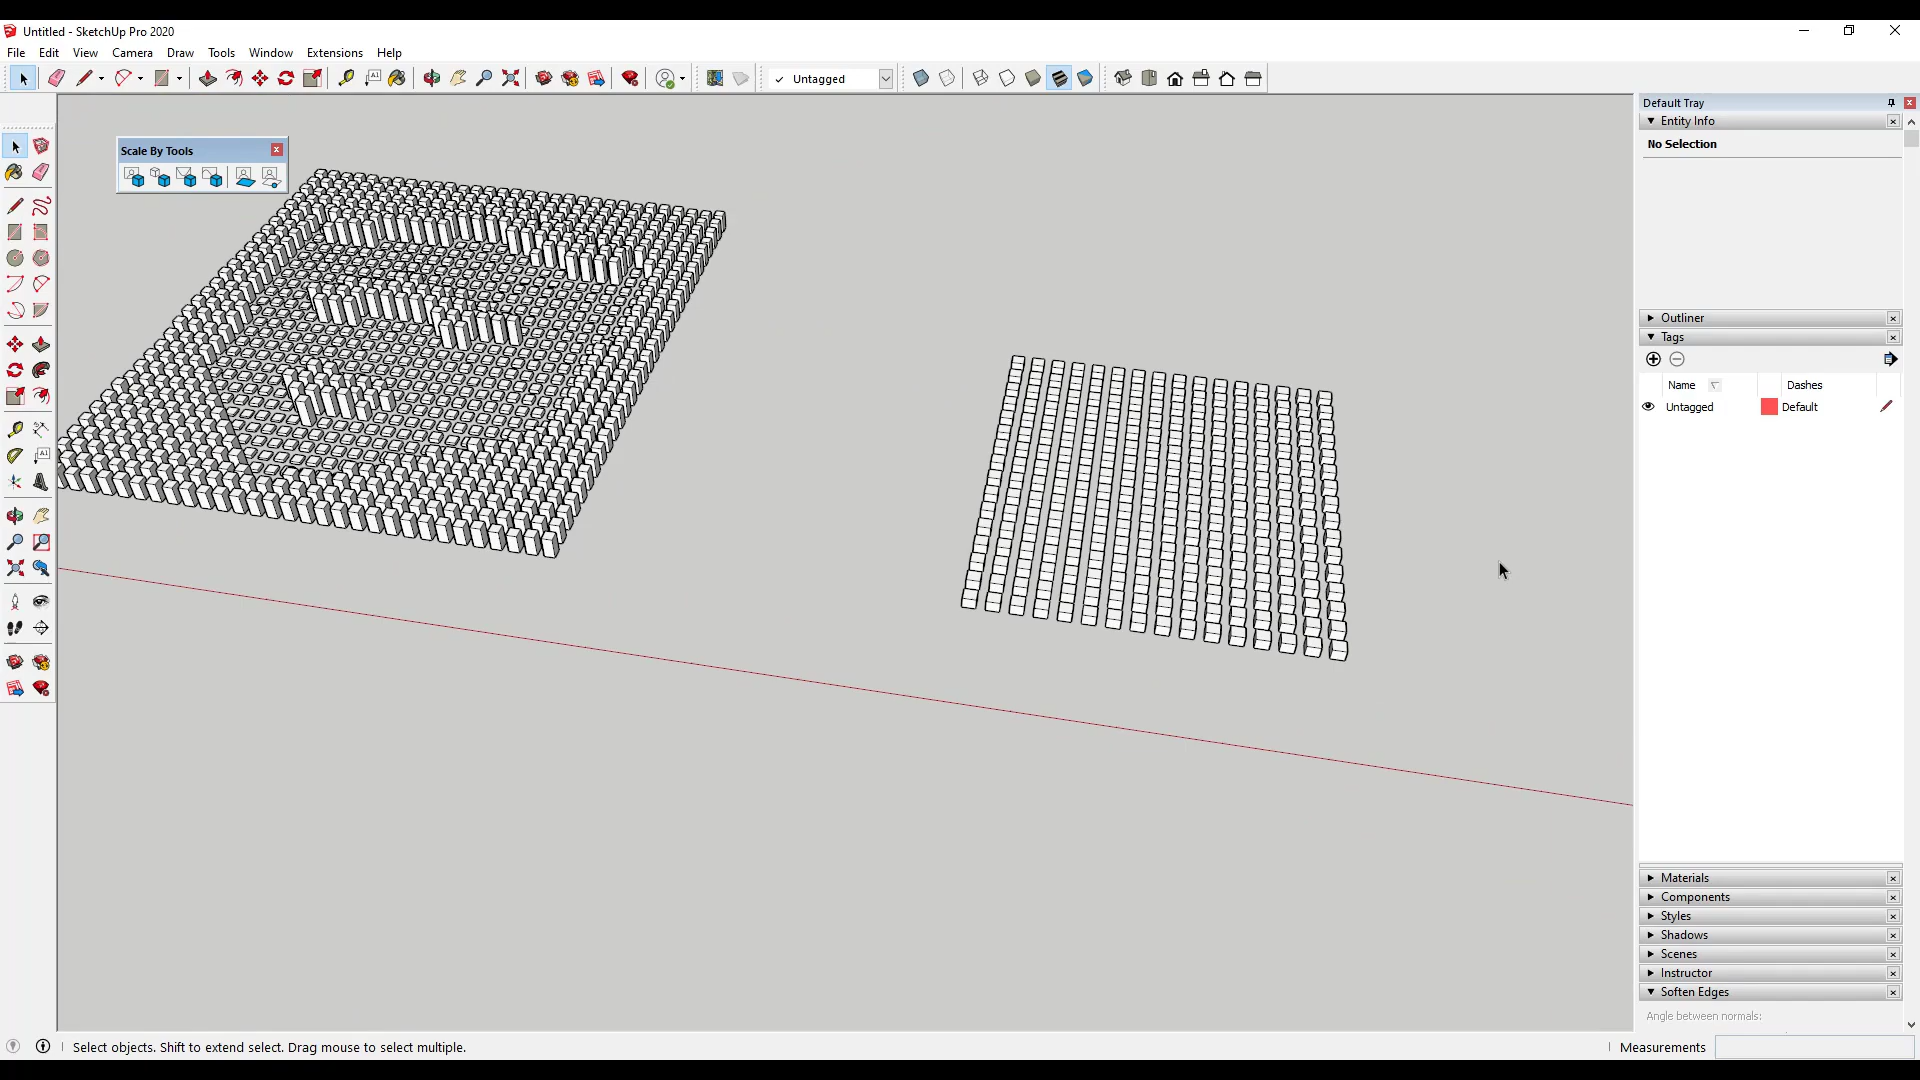 Untitled - SketchUp Pro 2020
File Edit View Camera Draw Tools Window Extensions Help
Untagged
Default Tray
Entity Info
No Selection
Scale By Tools
Outliner
Tags
Name Dashes
Untagged Default
Materials
Components
Styles
Shadows
Scenes
Instructor
Soften Edges
Angle between normals:
Select objects. Shift to extend select. Drag mouse to select multiple.
Measurements